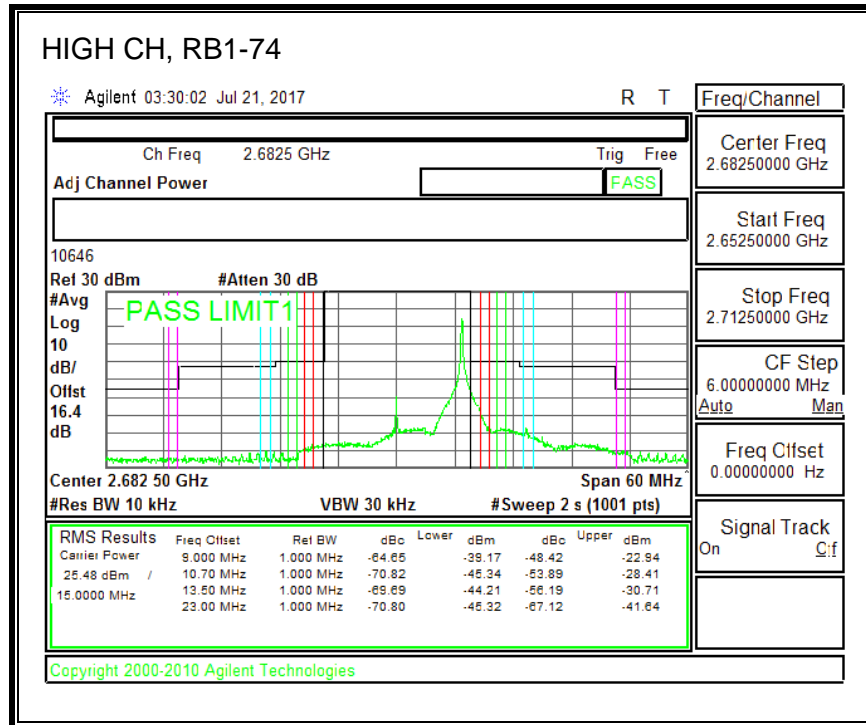 HIGH CH, RB1-74
Agilent 03:30:02 Jul 21, 2017 R T
Freq/Channel
Ch Freq 2.6825 GHz Trig Free
Adj Channel Power PASS
Center Freq
2.68250000 GHz
Start Freq
2.65250000 GHz
Stop Freq
2.71250000 GHz
CF Step
6.00000000 MHz
Auto Man
Freq Offset
0.00000000 Hz
Signal Track
On Off
10646
Ref 30 dBm #Atten 30 dB
#Avg
Log
10
dB/
Offst
16.4
dB
PASS LIMIT1
Center 2.682 50 GHz Span 60 MHz
#Res BW 10 kHz VBW 30 kHz #Sweep 2 s (1001 pts)
RMS Results Freq Offset Ref BW dBc Lower dBm dBc Upper dBm
Carrier Power 9.000 MHz 1.000 MHz -64.65 -39.17 -48.42 -22.94
25.48 dBm / 10.70 MHz 1.000 MHz -70.82 -45.34 -53.89 -28.41
15.0000 MHz 13.50 MHz 1.000 MHz -69.69 -44.21 -56.19 -30.71
23.00 MHz 1.000 MHz -70.80 -45.32 -67.12 -41.64
Copyright 2000-2010 Agilent Technologies